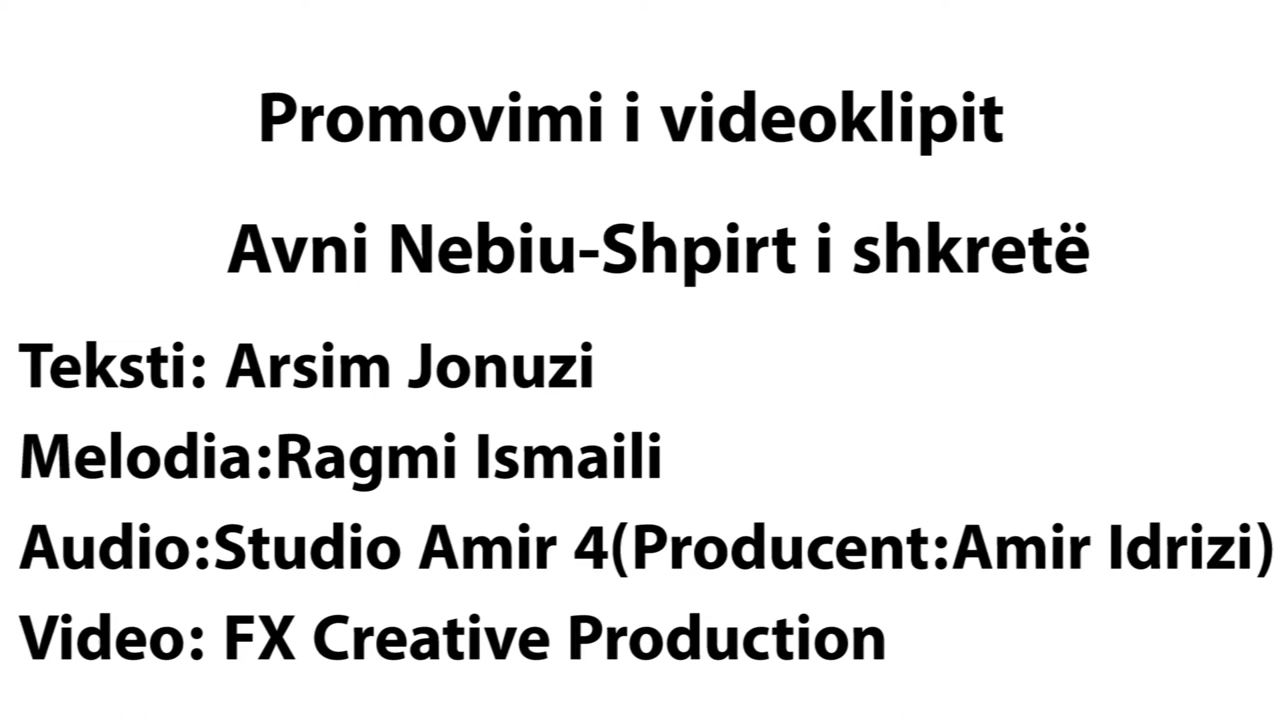 Promovimi i videoklipit
Avni Nebiu-Shpirt i shkretë
Teksti: Arsim Jonuzi
Melodia:Ragmi Ismaili
Audio:Studio Amir 4(Producent:Amir Idrizi)
Video: FX Creative Production